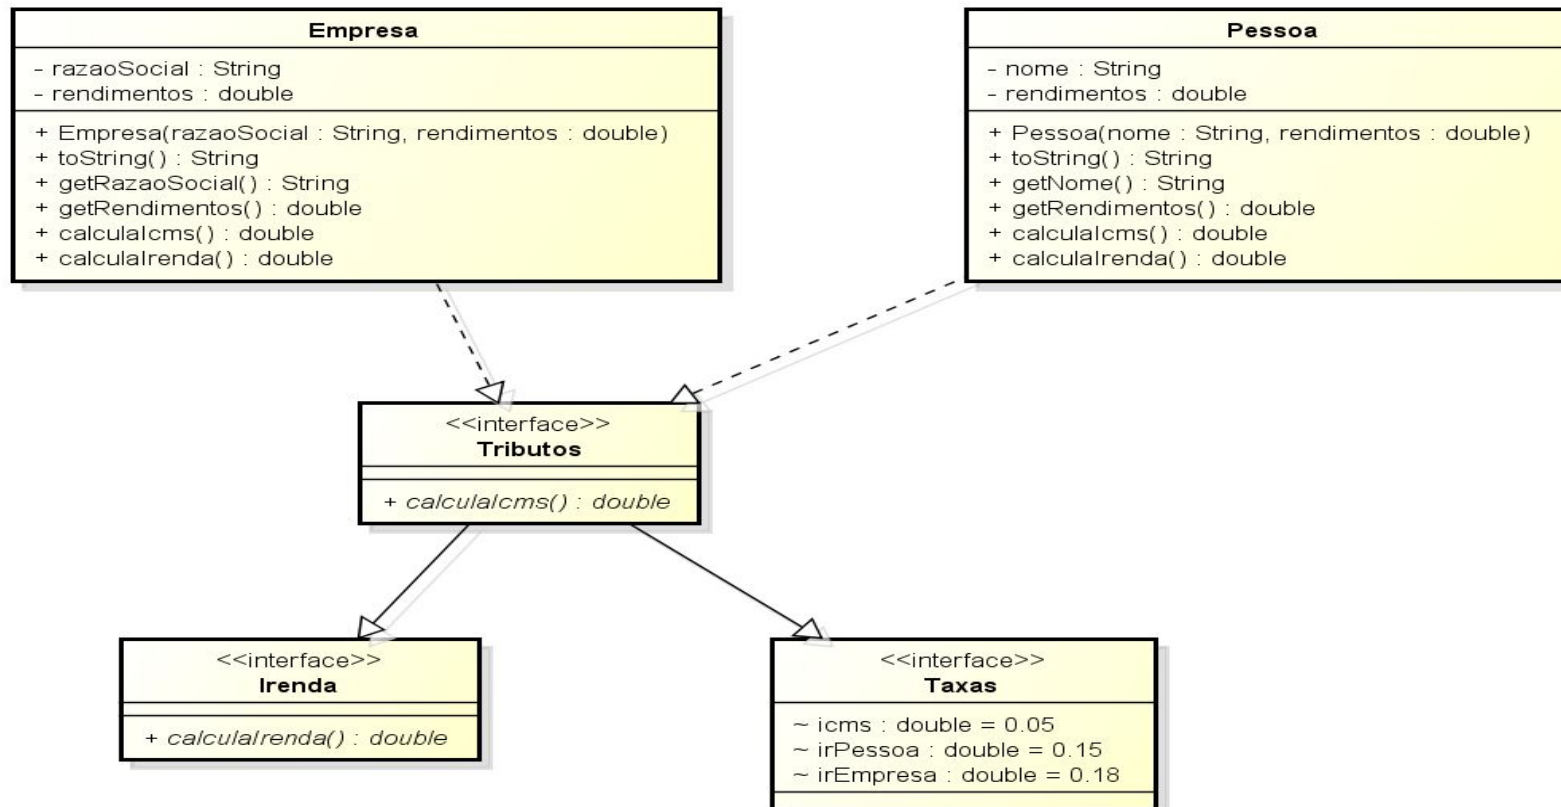 Empresa
- razaoSocial : String
- rendimentos : double
+ Empresa(razaoSocial : String, rendimentos : double)
+ toString() : String
+ getRazaoSocial() : String
+ getRendimentos() : double
+ calculaIcms() : double
+ calculaIrenda() : double
Pessoa
- nome : String
- rendimentos : double
+ Pessoa(nome : String, rendimentos : double)
+ toString() : String
+ getNome() : String
+ getRendimentos() : double
+ calculaIcms() : double
+ calculaIrenda() : double
<<interface>>
Tributos
+ calculaIcms() : double
<<interface>>
Irenda
+ calculaIrenda() : double
<<interface>>
Taxas
~ icms : double = 0.05
~ irPessoa : double = 0.15
~ irEmpresa : double = 0.18